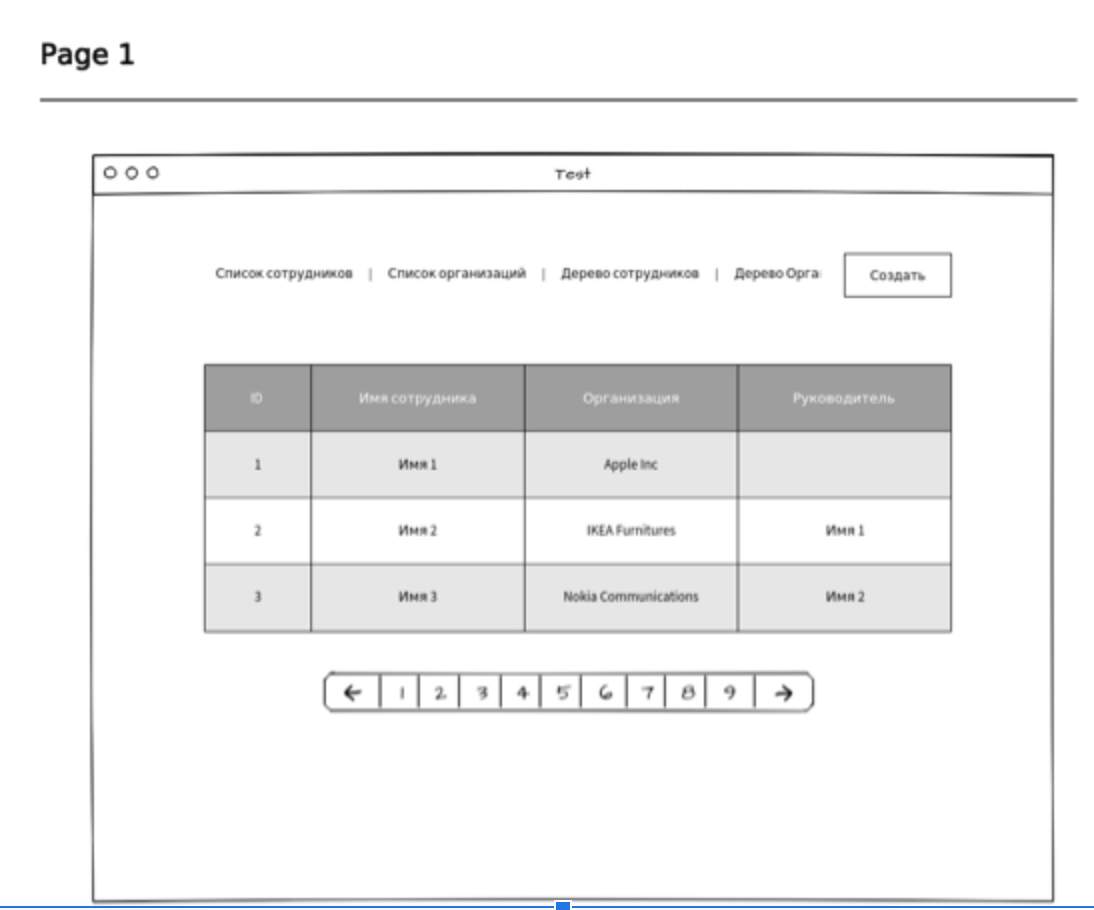 Page 1
Test
Список сотрудников | Список организаций | Дерево сотрудников | Дерево Орга
Создать
ID Имя сотрудника Организация Руководитель
1 Имя 1 Apple Inc
2 Имя 2 IKEA Furnitures Имя 1
3 Имя 3 Nokia Communications Имя 2
← 1 2 3 4 5 6 7 8 9 →